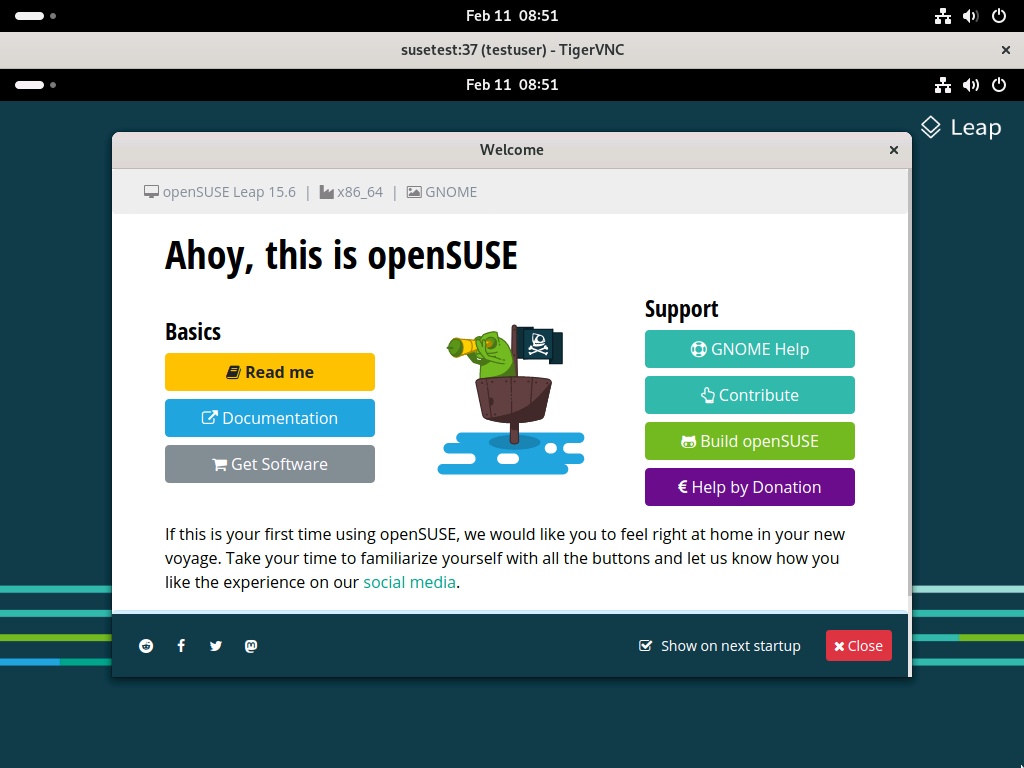 Feb 11 08:51
susetest:37 (testuser) - TigerVNC
Feb 11 08:51
Leap
Welcome
openSUSE Leap 15.6 | x86_64 | GNOME
Ahoy, this is openSUSE
Basics
Read me
Documentation
Get Software
Support
GNOME Help
Contribute
Build openSUSE
Help by Donation
If this is your first time using openSUSE, we would like you to feel right at home in your new
voyage. Take your time to familiarize yourself with all the buttons and let us know how you
like the experience on our social media.
Show on next startup
Close